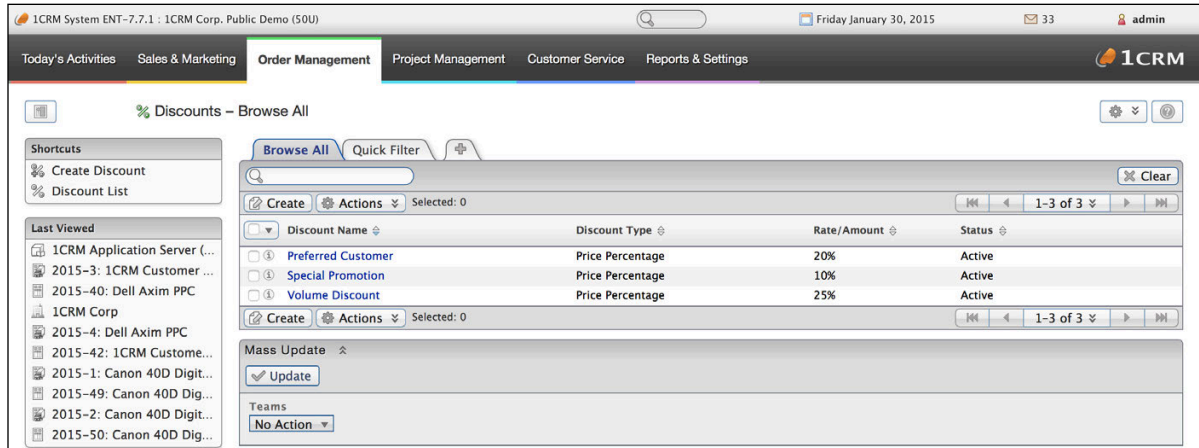 1CRM System ENT-7.7.1 : 1CRM Corp. Public Demo (50U)
Friday January 30, 2015
33
admin
Today's Activities
Sales & Marketing
Order Management
Project Management
Customer Service
Reports & Settings
1CRM
Discounts – Browse All
Shortcuts
Create Discount
Discount List
Last Viewed
1CRM Application Server (...
2015-3: 1CRM Customer ...
2015-40: Dell Axim PPC
1CRM Corp
2015-4: Dell Axim PPC
2015-42: 1CRM Custome...
2015-1: Canon 40D Digit...
2015-49: Canon 40D Dig...
2015-2: Canon 40D Digit...
2015-50: Canon 40D Dig...
Browse All
Quick Filter
Clear
Create
Actions
Selected: 0
1-3 of 3
Discount Name
Discount Type
Rate/Amount
Status
Preferred Customer Price Percentage 20% Active
Special Promotion Price Percentage 10% Active
Volume Discount Price Percentage 25% Active
Create
Actions
Selected: 0
1-3 of 3
Mass Update
Update
Teams
No Action